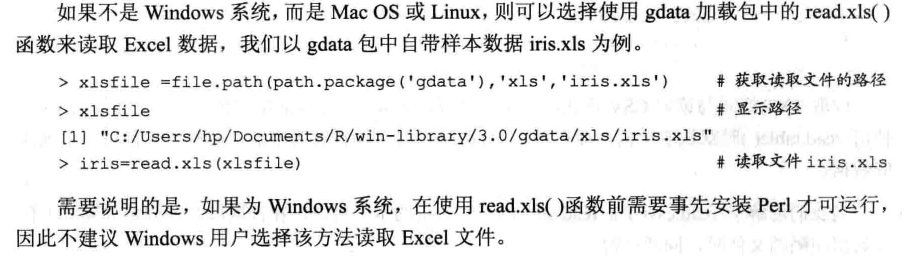 如果不是 Windows 系统，而是 Mac OS 或 Linux，则可以选择使用 gdata 加载包中的 read.xls( )
函数来读取 Excel 数据，我们以 gdata 包中自带样本数据 iris.xls 为例。
> xlsfile =file.path(path.package('gdata'),'xls','iris.xls') # 获取读取文件的路径
> xlsfile # 显示路径
[1] "C:/Users/hp/Documents/R/win-library/3.0/gdata/xls/iris.xls"
> iris=read.xls(xlsfile) # 读取文件 iris.xls
需要说明的是，如果为 Windows 系统，在使用 read.xls( )函数前需要事先安装 Perl 才可运行，
因此不建议 Windows 用户选择该方法读取 Excel 文件。